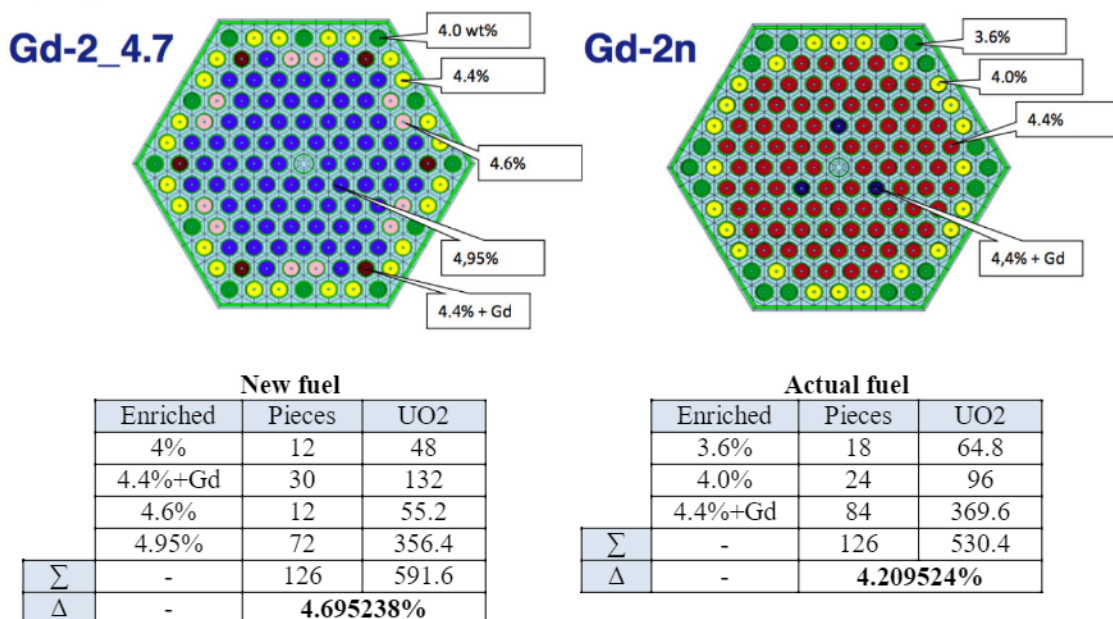 Gd-2_4.7
4.0 wt%
4.4%
4.6%
4,95%
4.4% + Gd
Gd-2n
3.6%
4.0%
4.4%
4,4% + Gd
New fuel
Enriched Pieces UO2
4% 12 48
4.4%+Gd 30 132
4.6% 12 55.2
4.95% 72 356.4
∑ - 126 591.6
Δ - 4.695238%
Actual fuel
Enriched Pieces UO2
3.6% 18 64.8
4.0% 24 96
4.4%+Gd 84 369.6
∑ - 126 530.4
Δ - 4.209524%